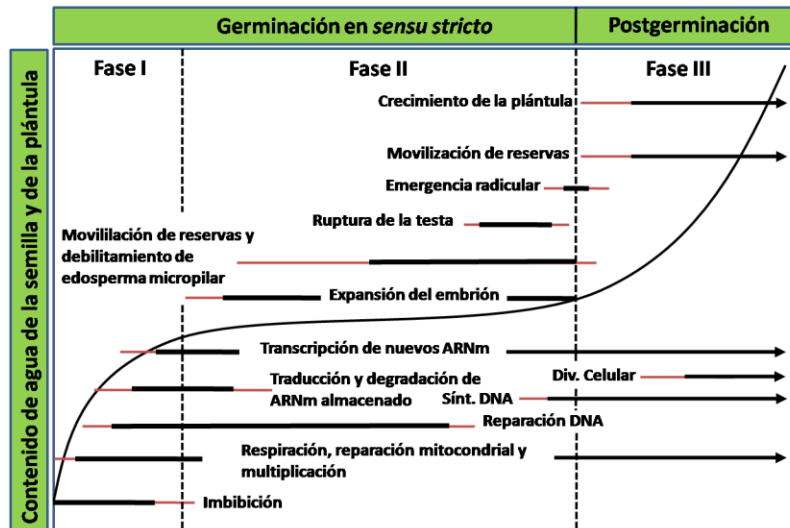 Germinación en sensu stricto
Postgerminación
Contenido de agua de la semilla y de la plántula
Fase I
Fase II
Fase III
Crecimiento de la plántula
Movilización de reservas
Emergencia radicular
Ruptura de la testa
Movililación de reservas y
debilitamiento de
edosperma micropilar
Expansión del embrión
Transcripción de nuevos ARNm
Traducción y degradación de
ARNm almacenado
Div. Celular
Sínt. DNA
Reparación DNA
Respiración, reparación mitocondrial y
multiplicación
Imbibición